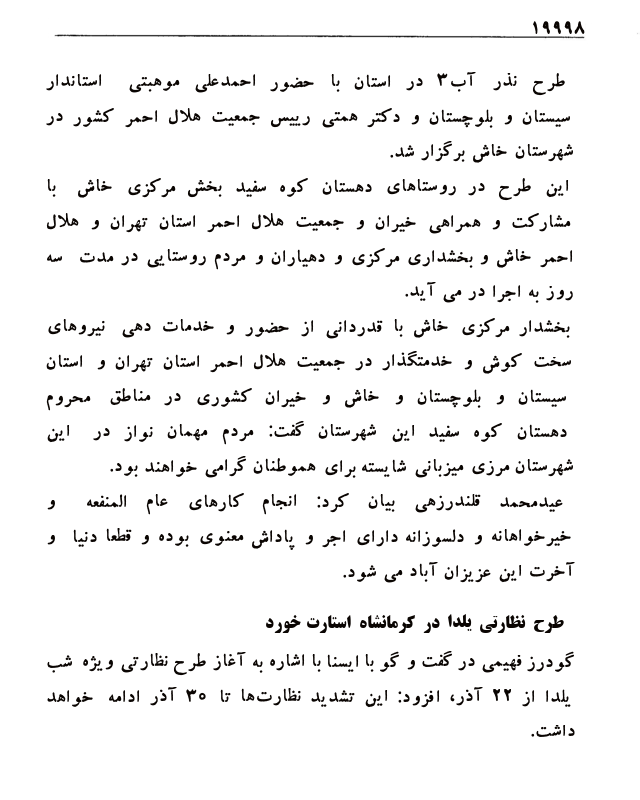 ۱۹۹۹۸
طرح نذر آب۳ در استان با حضور احمدعلی موهبتی استاندار
سیستان و بلوچستان و دکتر همتی رییس جمعیت هلال احمر کشور در
شهرستان خاش برگزار شد.
این طرح در روستاهای دهستان کوه سفید بخش مرکزی خاش با
مشارکت و همراهی خیران و جمعیت هلال احمر استان تهران و هلال
احمر خاش و بخشداری مرکزی و دهیاران و مردم روستایی در مدت سه
روز به اجرا در می آید.
بخشدار مرکزی خاش با قدردانی از حضور و خدمات دهی نیروهای
سخت کوش و خدمتگذار در جمعیت هلال احمر استان تهران و استان
سیستان و بلوچستان و خاش و خیران کشوری در مناطق محروم
دهستان کوه سفید این شهرستان گفت: مردم مهمان نواز در این
شهرستان مرزی میزبانی شایسته برای هموطنان گرامی خواهند بود.
عیدمحمد قلندرزهی بیان کرد: انجام کارهای عام المنفعه و
خیرخواهانه و دلسوزانه دارای اجر و پاداش معنوی بوده و قطعا دنیا و
آخرت این عزیزان آباد می شود.
طرح نظارتی یلدا در کرمانشاه استارت خورد
گودرز فهیمی در گفت و گو با ایسنا با اشاره به آغاز طرح نظارتی ویژه شب
یلدا از ۲۲ آذر، افزود: این تشدید نظارت‌ها تا ۳۰ آذر ادامه خواهد
داشت.